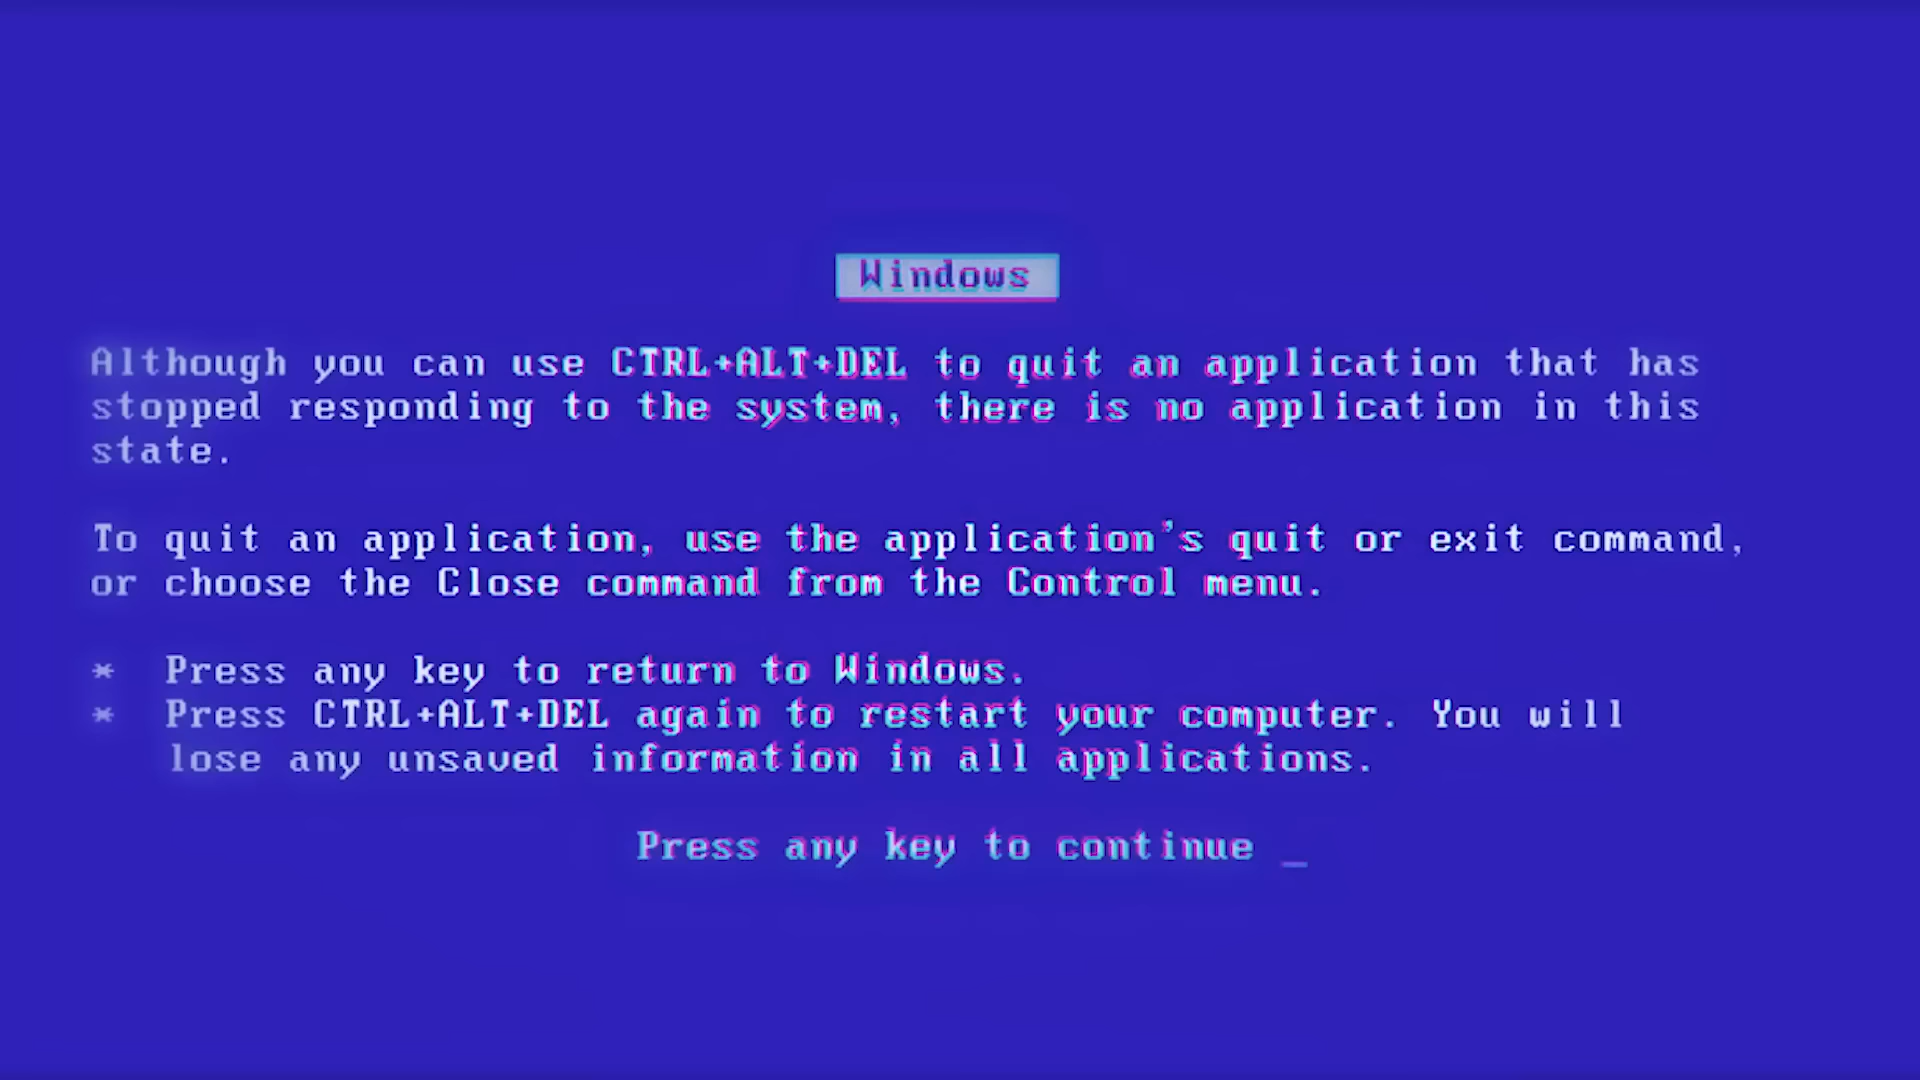 Windows
Although you can use CTRL+ALT+DEL to quit an application that has
stopped responding to the system, there is no application in this
state.
To quit an application, use the application's quit or exit command,
or choose the Close command from the Control menu.
* Press any key to return to Windows.
* Press CTRL+ALT+DEL again to restart your computer. You will
lose any unsaved information in all applications.
Press any key to continue _